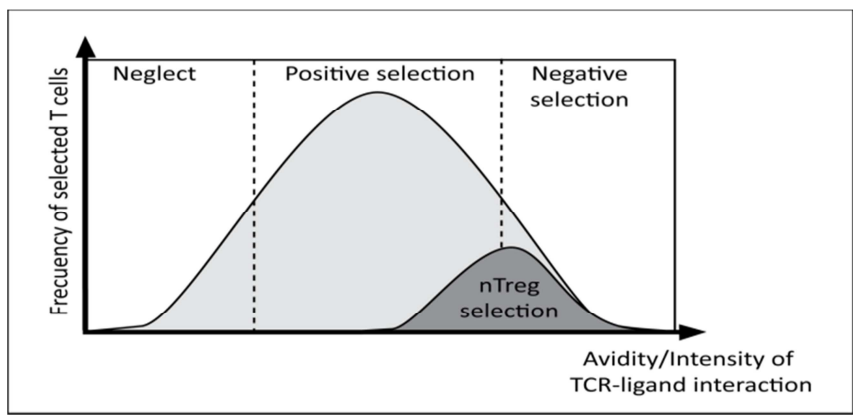 Neglect
Positive selection
Negative
selection
Frecuency of selected T cells
nTreg
selection
Avidity/Intensity of
TCR-ligand interaction